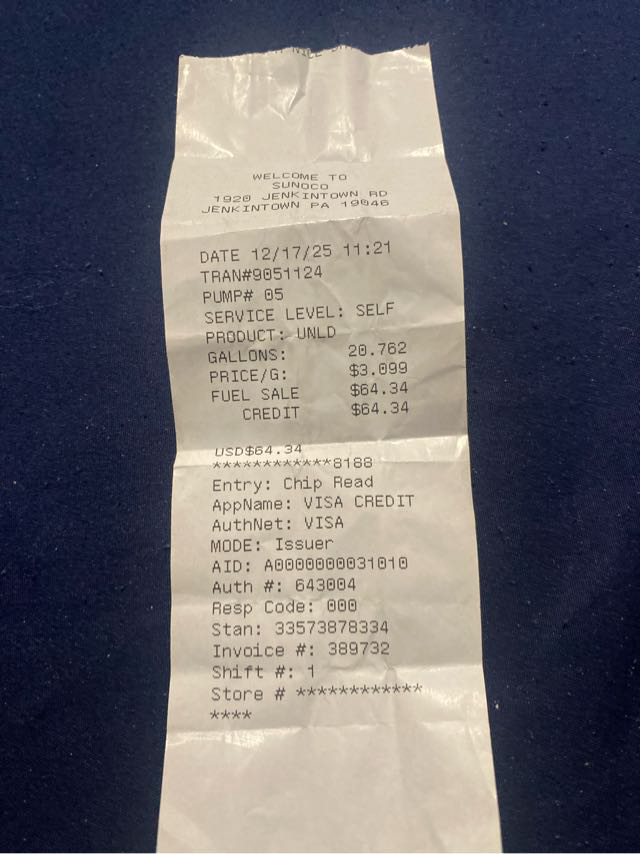 WELCOME TO
SUNOCO
1920 JENKINTOWN RD
JENKINTOWN PA 19046
DATE 12/17/25 11:21
TRAN#9051124
PUMP# 05
SERVICE LEVEL: SELF
PRODUCT: UNLD
GALLONS: 20.762
PRICE/G: $3.099
FUEL SALE $64.34
CREDIT $64.34
USD$64.34
************8188
Entry: Chip Read
AppName: VISA CREDIT
AuthNet: VISA
MODE: Issuer
AID: A0000000031010
Auth #: 643004
Resp Code: 000
Stan: 33573878334
Invoice #: 389732
Shift #: 1
Store # ************
****